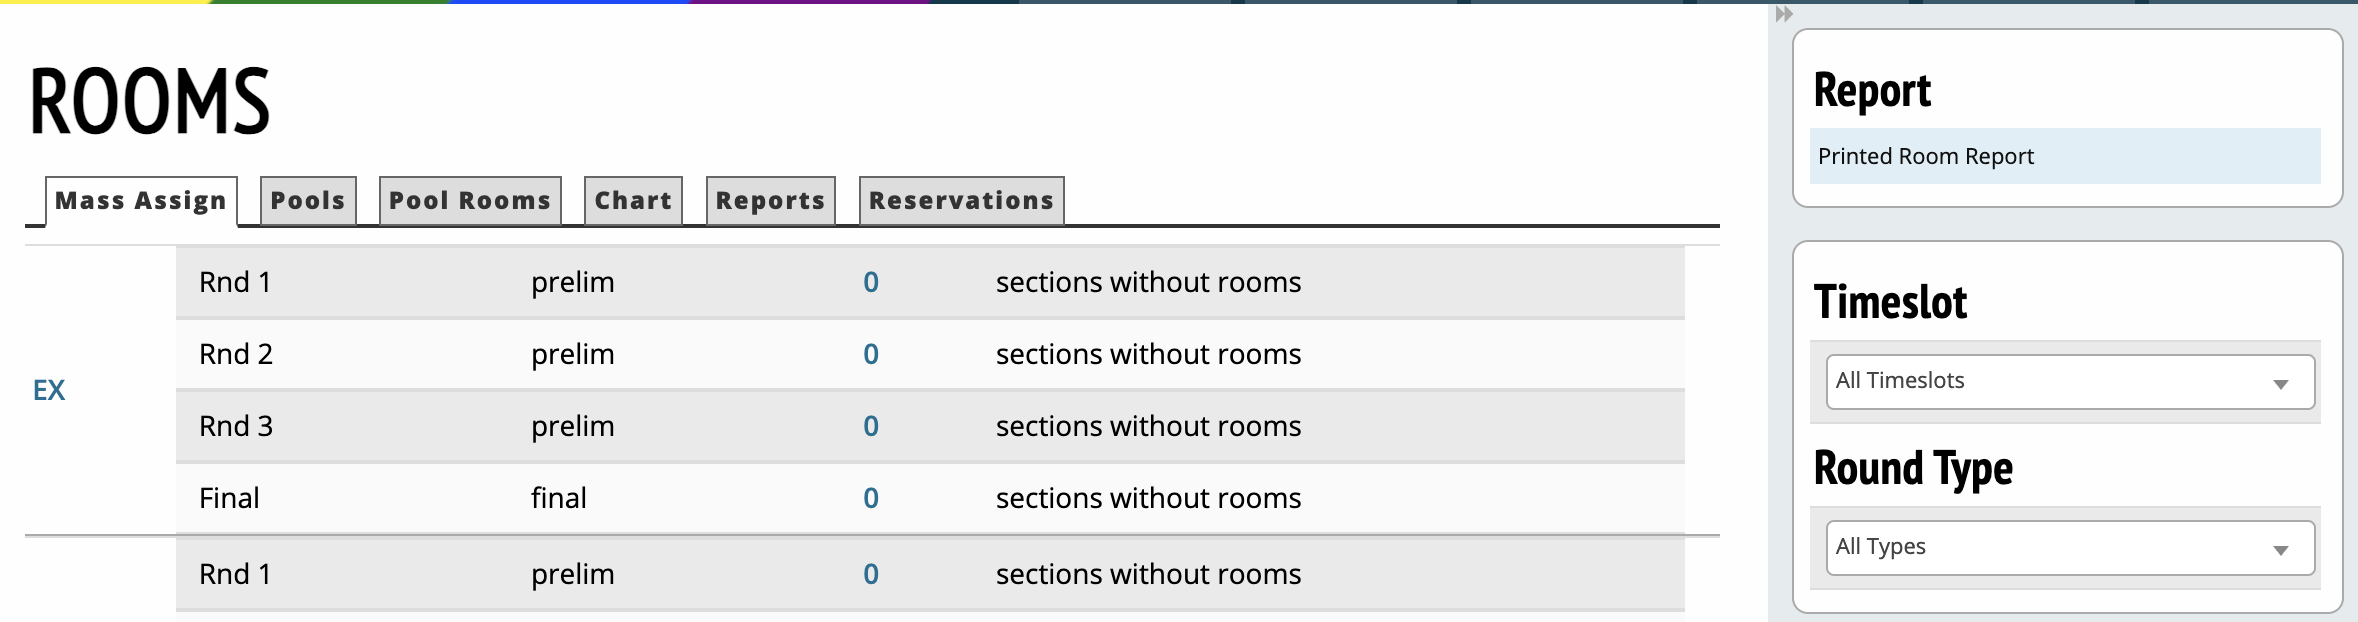 ROOMS
Mass Assign Pools Pool Rooms Chart Reports Reservations
EX
Rnd 1 prelim 0 sections without rooms
Rnd 2 prelim 0 sections without rooms
Rnd 3 prelim 0 sections without rooms
Final final 0 sections without rooms
Rnd 1 prelim 0 sections without rooms
Report
Printed Room Report
Timeslot
All Timeslots
Round Type
All Types